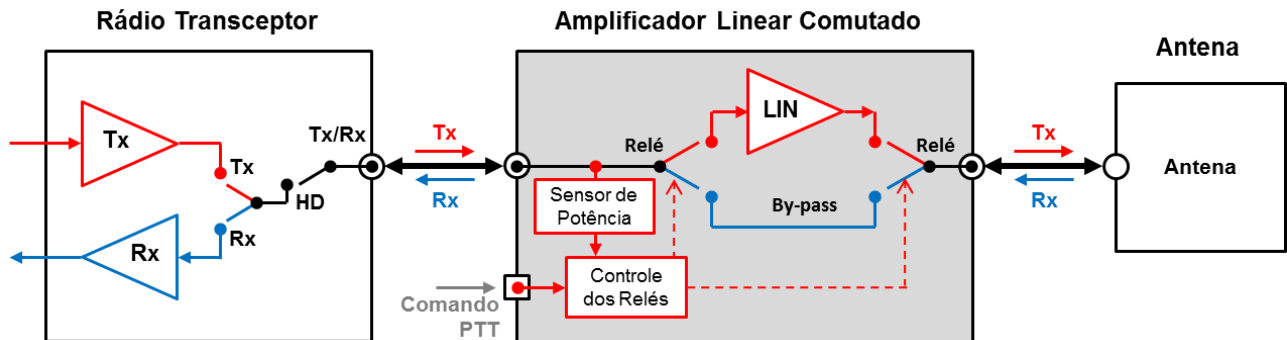 Rádio Transceptor
Amplificador Linear Comutado
Antena
Tx
Tx
HD
Tx/Rx
Rx
Rx
Tx
Rx
Relé
LIN
Relé
Sensor de
Potência
By-pass
Controle
dos Relés
Comando
PTT
Tx
Rx
Antena